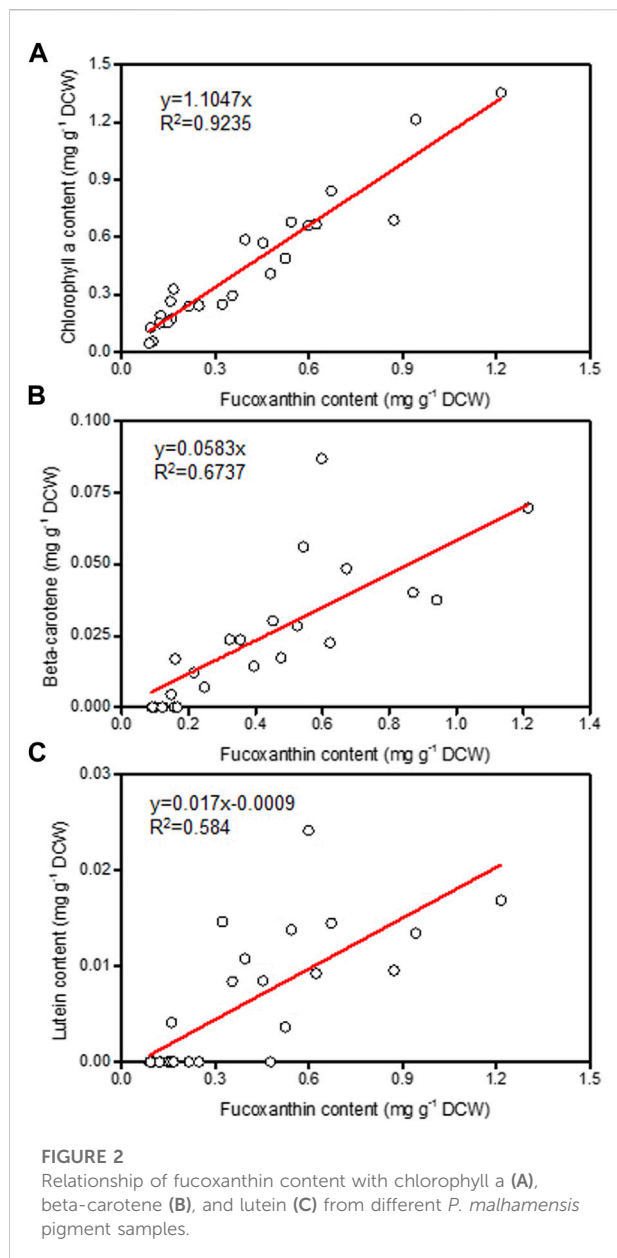 A
1.5
y=1.1047x
R²=0.9235
1.2
0.9
0.6
0.3
0.0
Chlorophyll a content (mg g⁻¹ DCW)
0.0 0.3 0.6 0.9 1.2 1.5
Fucoxanthin content (mg g⁻¹ DCW)
B
0.100
y=0.0583x
R²=0.6737
0.075
0.050
0.025
0.000
Beta-carotene (mg g⁻¹ DCW)
0.0 0.2 0.4 0.6 0.8 1.0 1.2 1.4
Fucoxanthin content (mg g⁻¹ DCW)
C
0.03
y=0.017x-0.0009
R²=0.584
0.02
0.01
0.00
Lutein content (mg g⁻¹ DCW)
0.0 0.3 0.6 0.9 1.2 1.5
Fucoxanthin content (mg g⁻¹ DCW)
FIGURE 2
Relationship of fucoxanthin content with chlorophyll a (A),
beta-carotene (B), and lutein (C) from different P. malhamensis
pigment samples.